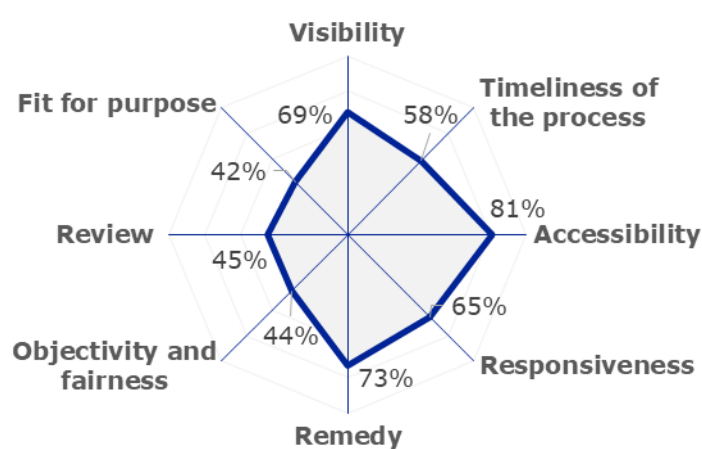 Visibility
Timeliness of
the process
Fit for purpose
69%
58%
42%
81%
Review
Accessibility
45%
65%
44%
Objectivity and
fairness
Responsiveness
73%
Remedy